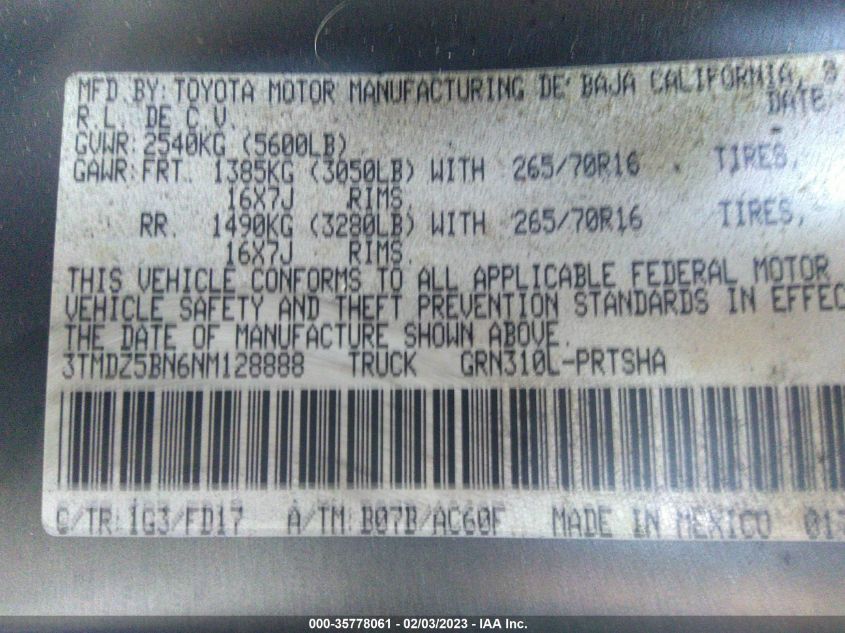 MFD. BY: TOYOTA MOTOR MANUFACTURING DE BAJA CALIFORNIA,
DATE
R.L. DE C.V.
GVWR: 2540KG (5600LB)
GAWR: FRT. 1385KG (3050LB) WITH 265/70R16 TIRES,
16X7J RIMS.
RR. 1490KG (3280LB) WITH 265/70R16 TIRES,
16X7J RIMS.
THIS VEHICLE CONFORMS TO ALL APPLICABLE FEDERAL MOTOR
VEHICLE SAFETY AND THEFT PREVENTION STANDARDS IN EFFEC
THE DATE OF MANUFACTURE SHOWN ABOVE.
3TMDZ5BN6NM128888 TRUCK GRN310L-PRTSHA
C/TR: 1G3/FD17 A/TM: B07B/AC60F MADE IN MEXICO
000-35778061 - 02/03/2023 - IAA Inc.